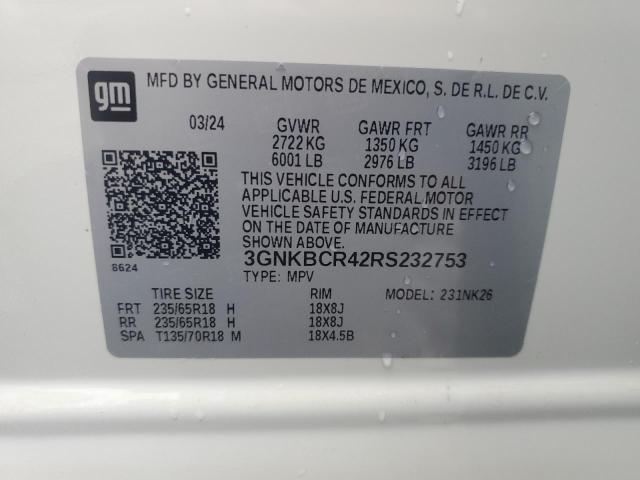 gm
MFD BY GENERAL MOTORS DE MEXICO, S. DE R.L. DE C.V.
03/24 GVWR GAWR FRT GAWR RR
2722 KG 1350 KG 1450 KG
6001 LB 2976 LB 3196 LB
THIS VEHICLE CONFORMS TO ALL
APPLICABLE U.S. FEDERAL MOTOR
VEHICLE SAFETY STANDARDS IN EFFECT
ON THE DATE OF MANUFACTURE
SHOWN ABOVE.
3GNKBCR42RS232753
8624
TYPE: MPV
TIRE SIZE RIM MODEL: 231NK26
FRT 235/65R18 H 18X8J
RR 235/65R18 H 18X8J
SPA T135/70R18 M 18X4.5B